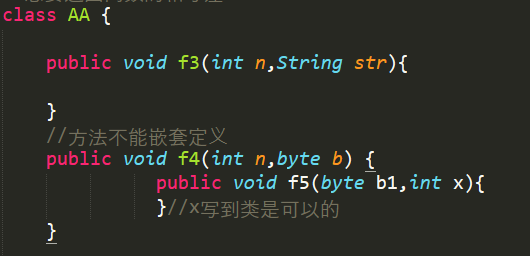 class AA {
public void f3(int n,String str){
}
//方法不能嵌套定义
public void f4(int n,byte b) {
public void f5(byte b1,int x){
}//x写到类是可以的
}